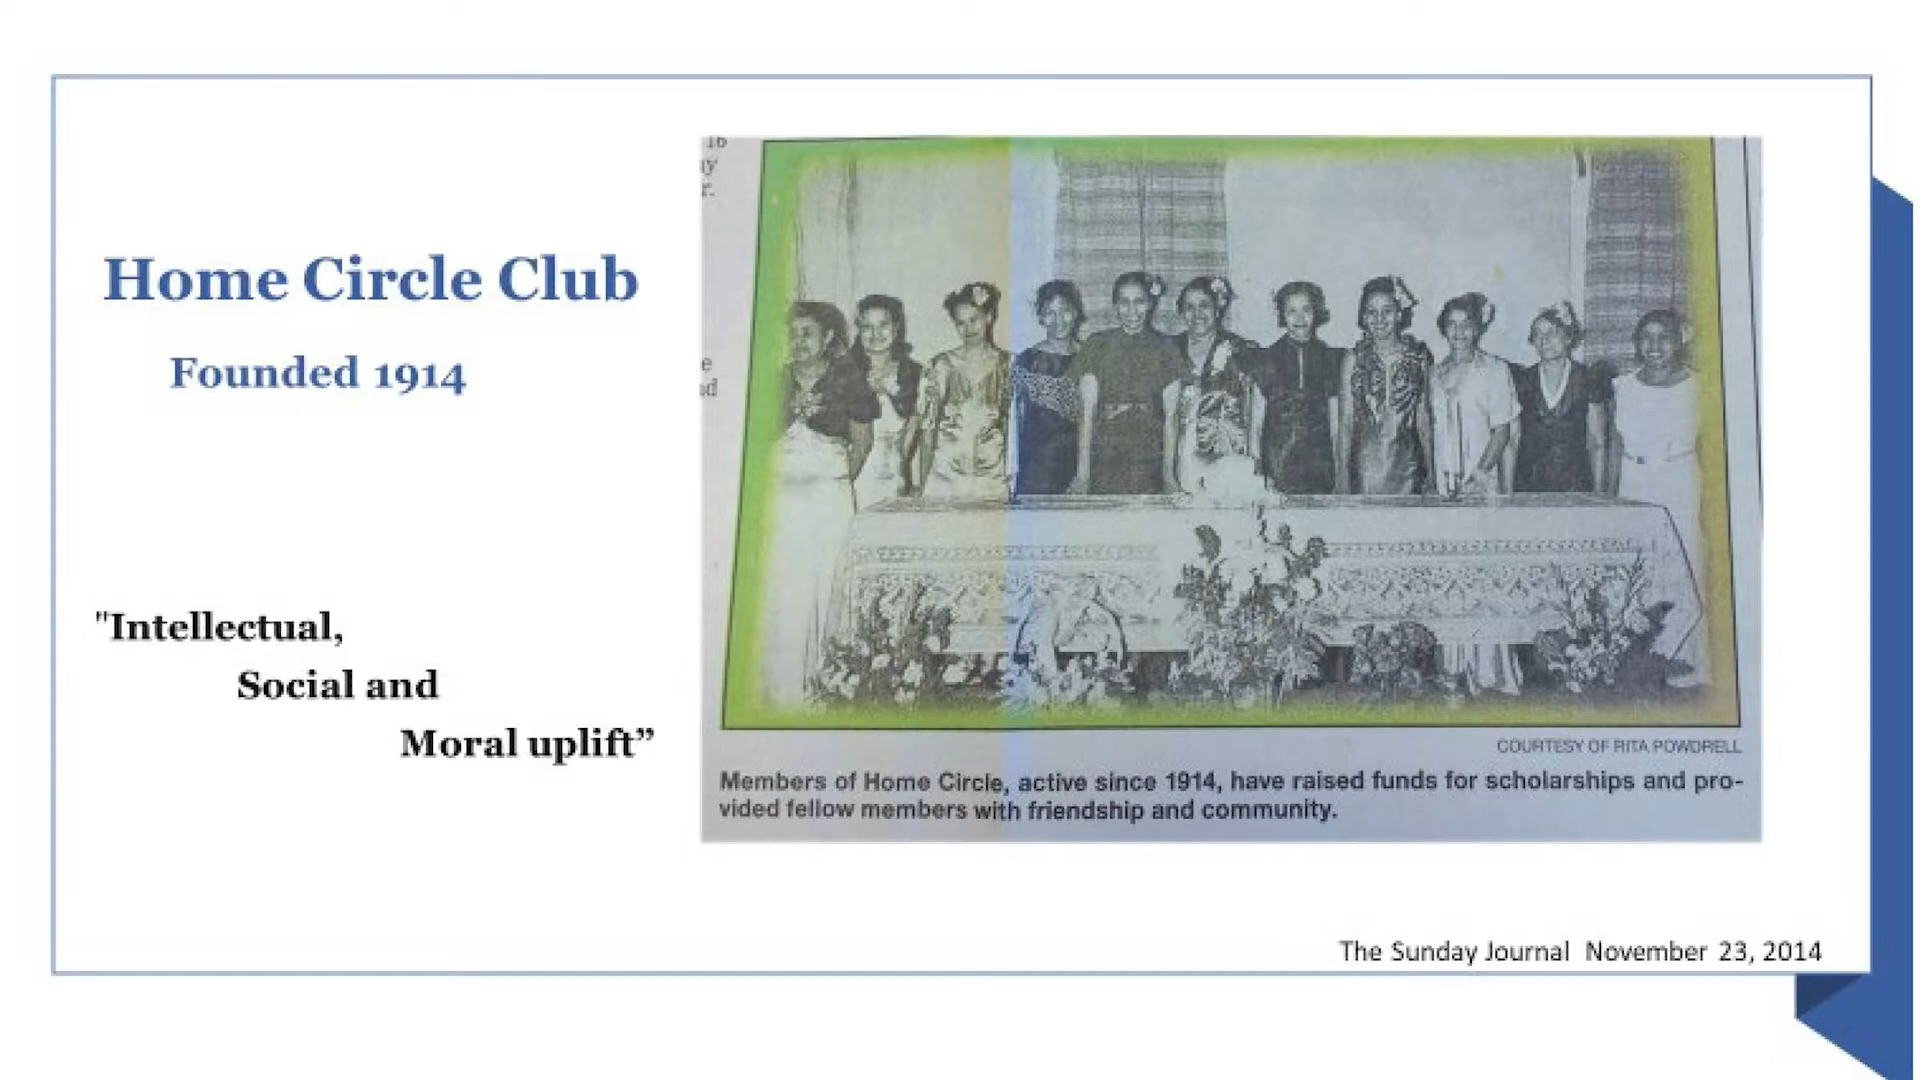 Home Circle Club
Founded 1914
"Intellectual,
Social and
Moral uplift”
16
r.
COURTESY OF RITA POWDRELL
Members of Home Circle, active since 1914, have raised funds for scholarships and pro-
vided fellow members with friendship and community.
The Sunday Journal November 23, 2014